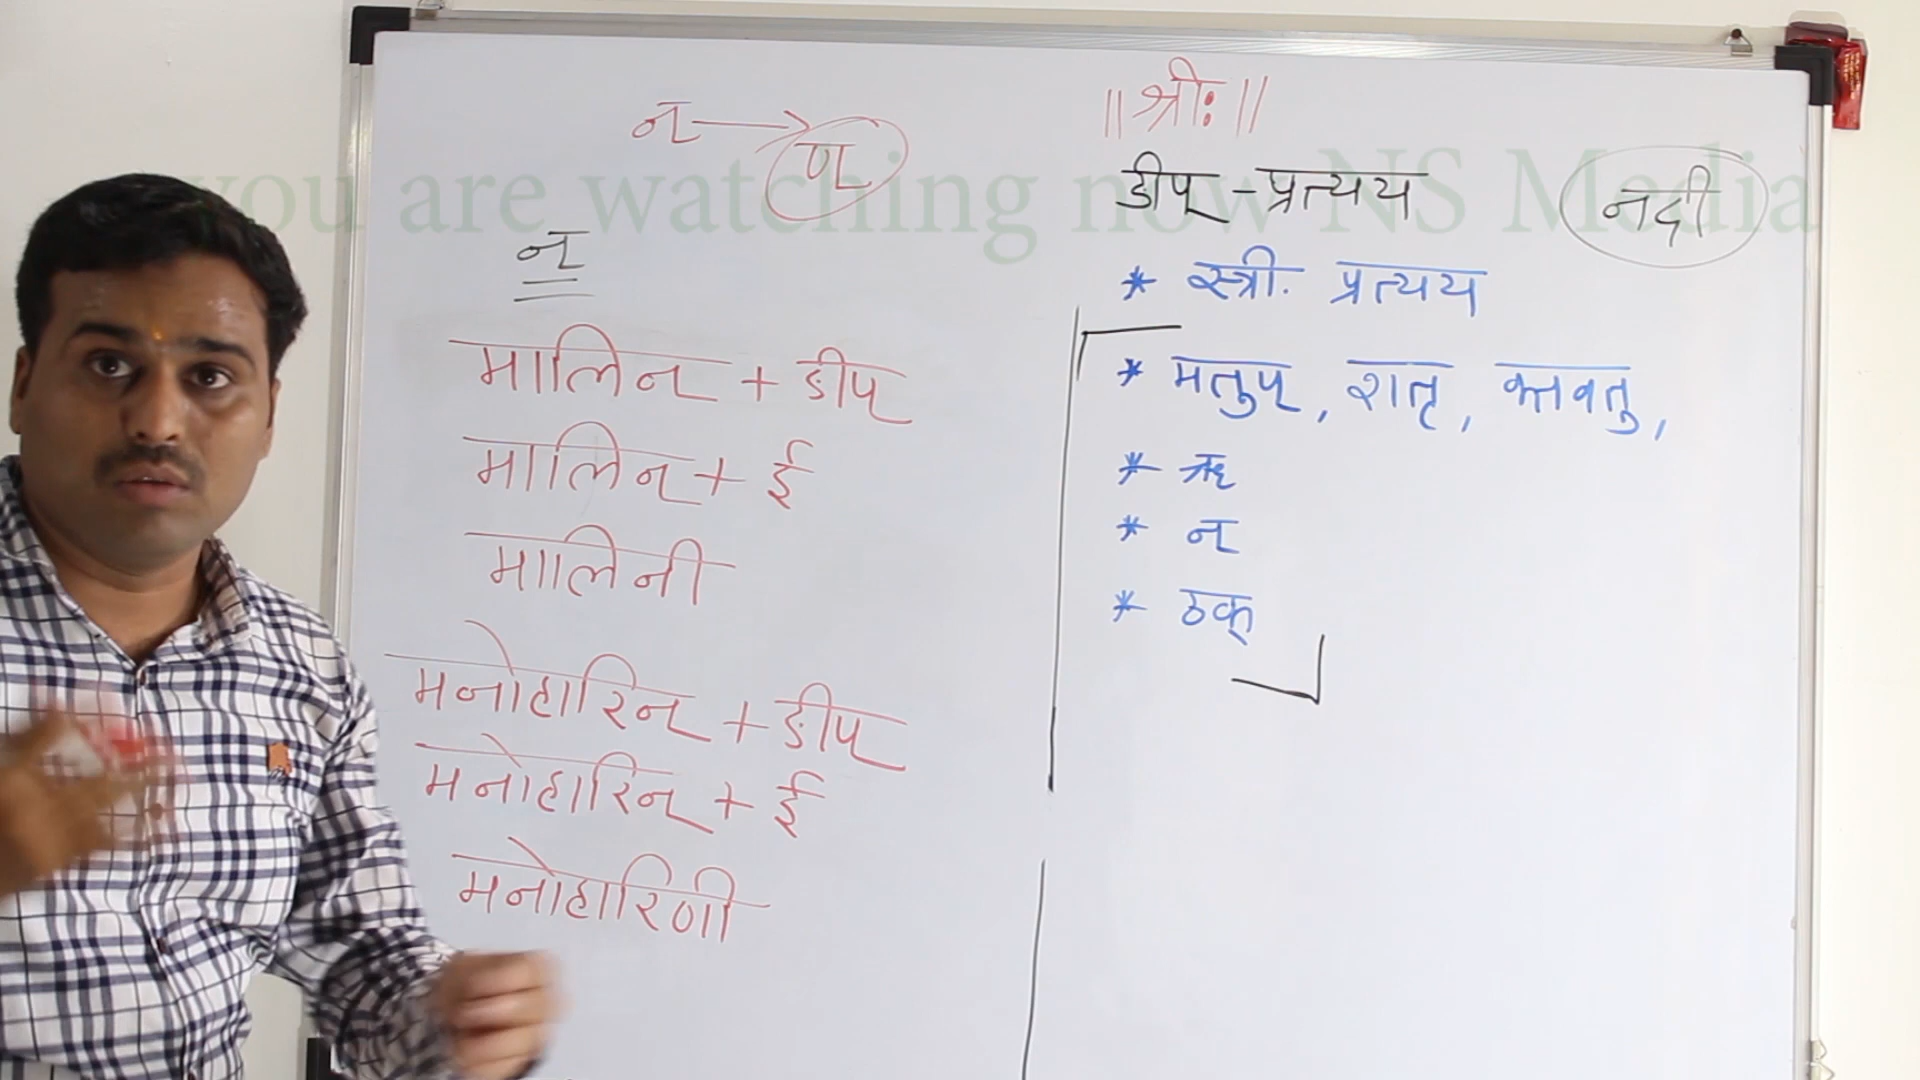 ॥श्रीः॥
ङीप् - प्रत्यय
नदी
* स्त्री. प्रत्यय
* मतुप्, शतृ, क्तवतु,
* ऋ
* न्
* ठक्
न् → ण्
न्
मालिन् + ङीप्
मालिन् + ई
मालिनी
मनोहारिन् + ङीप्
मनोहारिन् + ई
मनोहारिणी
you are watching now NS Media